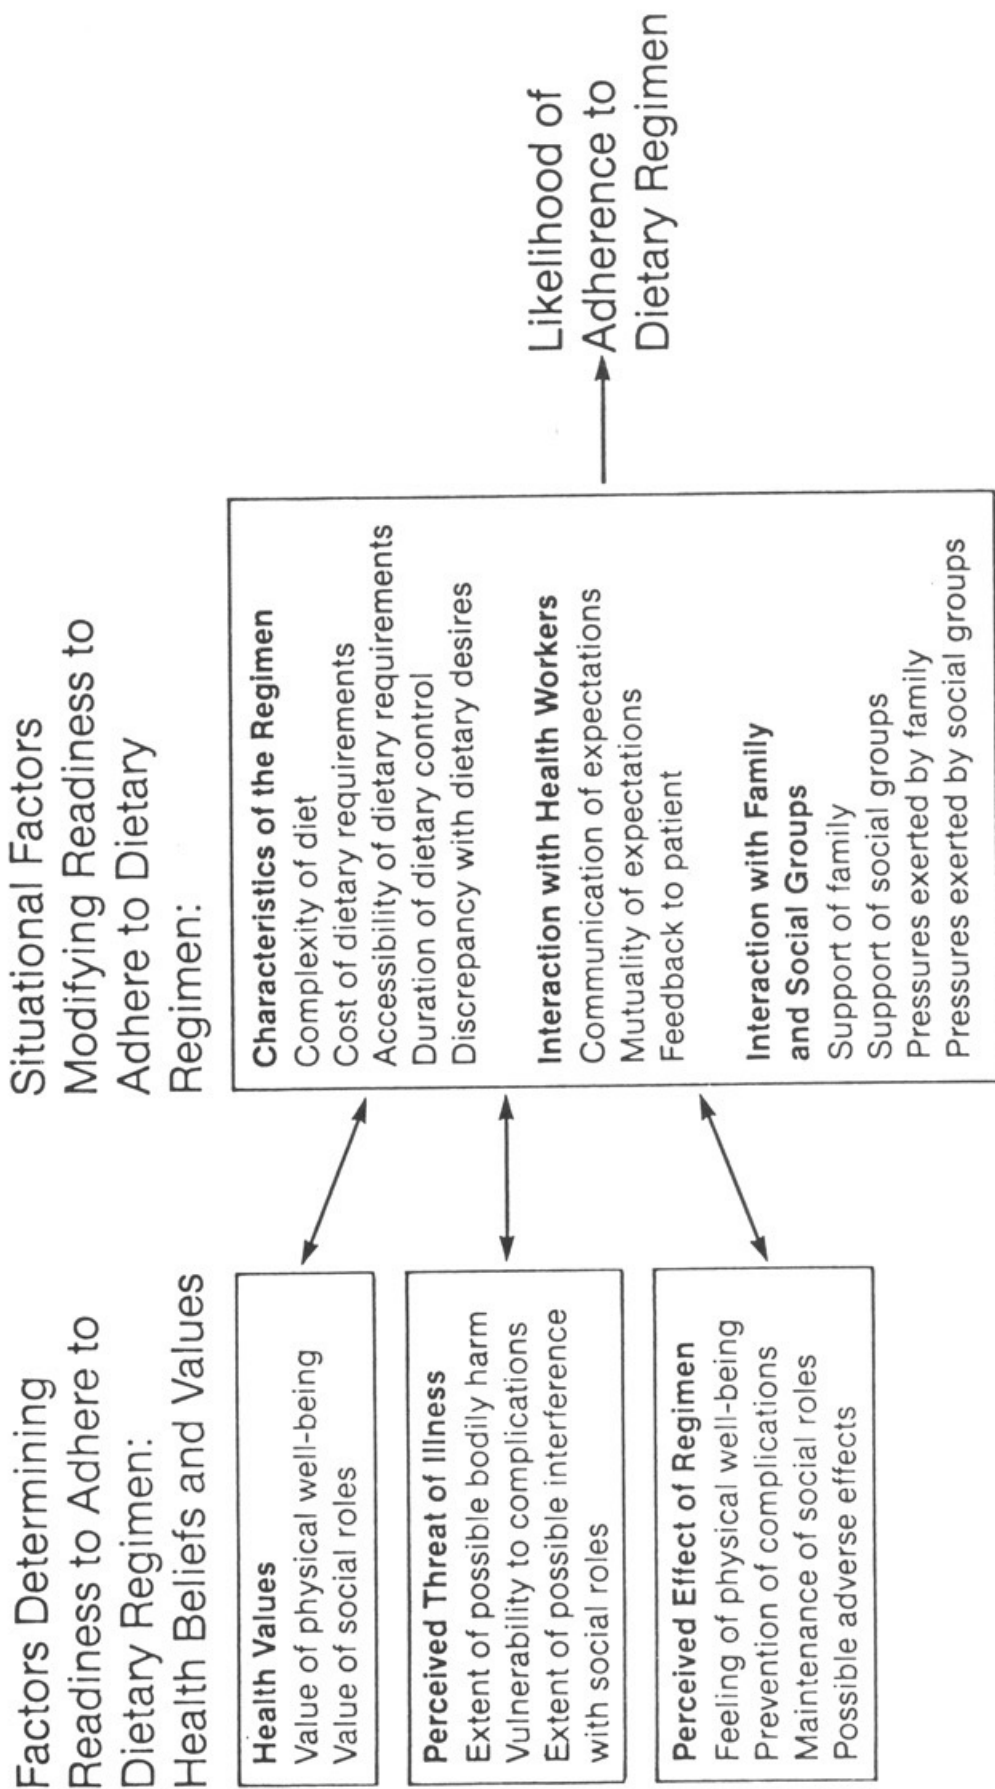 Factors Determining
Readiness to Adhere to
Dietary Regimen:
Health Beliefs and Values
Health Values
Value of physical well-being
Value of social roles
Perceived Threat of Illness
Extent of possible bodily harm
Vulnerability to complications
Extent of possible interference
with social roles
Perceived Effect of Regimen
Feeling of physical well-being
Prevention of complications
Maintenance of social roles
Possible adverse effects
Situational Factors
Modifying Readiness to
Adhere to Dietary
Regimen:
Characteristics of the Regimen
Complexity of diet
Cost of dietary requirements
Accessibility of dietary requirements
Duration of dietary control
Discrepancy with dietary desires
Interaction with Health Workers
Communication of expectations
Mutuality of expectations
Feedback to patient
Interaction with Family
and Social Groups
Support of family
Support of social groups
Pressures exerted by family
Pressures exerted by social groups
Likelihood of
Adherence to
Dietary Regimen